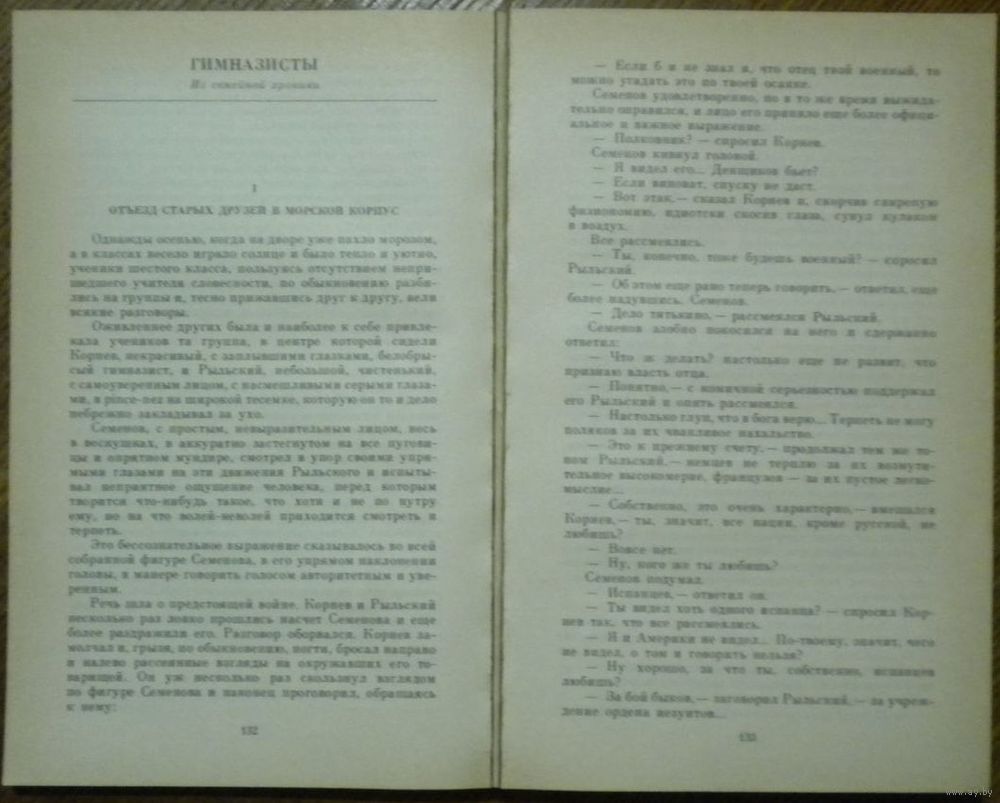 ГИМНАЗИСТЫ
Из семейной хроники
I
ОТЪЕЗД СТАРЫХ ДРУЗЕЙ В МОРСКОЙ КОРПУС
Однажды осенью, когда на дворе уже пахло морозом,
а в классах весело играло солнце и было тепло и уютно,
ученики шестого класса, пользуясь отсутствием непри-
шедшего учителя словесности, по обыкновению разби-
лись на группы и, тесно прижавшись друг к другу, вели
всякие разговоры.
Оживленнее других была и наиболее к себе привле-
кала учеников та группа, в центре которой сидели
Корнев, некрасивый, с заплывшими глазками, белобры-
сый гимназист, и Рыльский, небольшой, чистенький,
с самоуверенным лицом, с насмешливыми серыми глаза-
ми, в pince-nez на широкой тесемке, которую он то и дело
небрежно закладывал за ухо.
Семенов, с простым, невыразительным лицом, весь
в веснушках, в аккуратно застегнутом на все пугови-
цы и опрятном мундире, смотрел в упор своими упря-
мыми глазами на эти движения Рыльского и испыты-
вал неприятное ощущение человека, перед которым
творится что-нибудь такое, что хотя и не по нутру
ему, но на что волей-неволей приходится смотреть и
терпеть.
Это бессознательное выражение сказывалось во всей
собранной фигуре Семенова, в его упрямом наклонении
головы, в манере говорить голосом авторитетным и уве-
ренным.
Речь шла о предстоящей войне. Корнев и Рыльский
несколько раз ловко прошлись насчет Семенова и еще
более раздражили его. Разговор оборвался. Корнев за-
молчал и, грызя, по обыкновению, ногти, бросал направо
и налево рассеянные взгляды на окружавших его то-
варищей. Он уж несколько раз скользнул взглядом
по фигуре Семенова и наконец проговорил, обращаясь
к нему:
132
— Если б и не знал я, что отец твой военный, то
можно угадать это по твоей осанке.
Семенов удовлетворенно, но в то же время выжида-
тельно оправился, и лицо его приняло еще более офици-
альное и важное выражение.
— Полковник? — спросил Корнев.
Семенов кивнул головой.
— Я видел его... Денщиков бьет?
— Если виноват, спуску не даст.
— Вот этак,— сказал Корнев и, скорчив свирепую
физиономию, идиотски скосив глаза, сунул кулаком
в воздух.
Все рассмеялись.
— Ты, конечно, тоже будешь военный? — спросил
Рыльский.
— Об этом еще рано теперь говорить,— ответил, еще
более надувшись, Семенов.
— Дело тятькино,— рассмеялся Рыльский.
Семенов злобно покосился на него и сдержанно
ответил:
— Что ж делать? настолько еще не развит, что
признаю власть отца.
— Понятно,— с комичной серьезностью поддержал
его Рыльский и опять рассмеялся.
— Настолько глуп, что в бога верю... Терпеть не могу
поляков за их чванливое нахальство.
— Это к прежнему счету,— продолжал тем же то-
ном Рыльский,— немцев не терплю за их возмути-
тельное высокомерие, французов — за их пустое легко-
мыслие...
— Собственно, это очень характерно,— вмешался
Корнев,— ты, значит, все нации, кроме русской, не
любишь?
— Вовсе нет.
— Ну, кого же ты любишь?
Семенов подумал.
— Испанцев,— ответил он.
— Ты видел хоть одного испанца? — спросил Кор-
нев так, что все рассмеялись.
— Я и Америки не видел... По-твоему, значит, чего
не видел, о том и говорить нельзя?
— Ну хорошо, за что ты, собственно, испанцев
любишь?
— За бой быков,— заговорил Рыльский,— за учреж-
дение ордена иезуитов...
133
www.ay.by